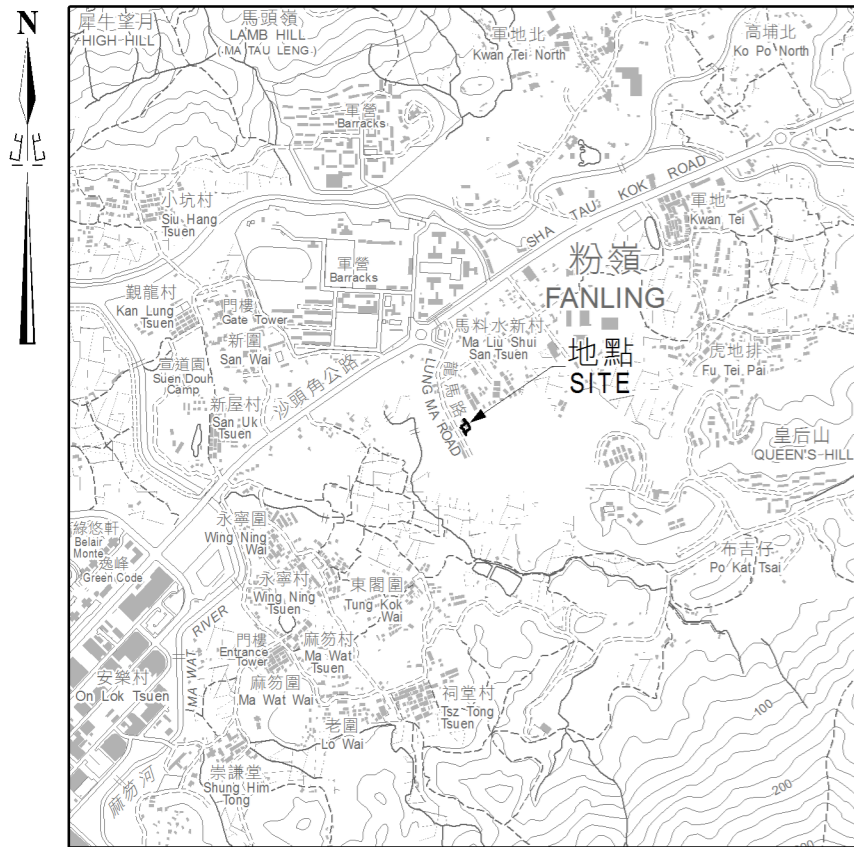 N
犀牛望月
HIGH HILL
馬頭嶺
LAMB HILL
(MA TAU LENG)
軍地北
Kwan Tei North
高埔北
Ko Po North
軍營
Barracks
小坑村
Siu Hang
Tsuen
SHA TAU KOK ROAD
軍地
Kwan Tei
軍營
Barracks
粉嶺
FANLING
覲龍村
Kan Lung
Tsuen
門樓
Gate Tower
新圍
San Wai
馬料水新村
Ma Liu Shui
San Tsuen
地點
SITE
虎地排
Fu Tei Pai
宣道園
Suen Douh
Camp
沙頭角公路
龍馬路
LUNG MA ROAD
新屋村
San Uk
Tsuen
皇后山
QUEEN'S HILL
綠悠軒
Belair
Monte
逸峰
Green Code
永寧圍
Wing Ning
Wai
布吉仔
Po Kat Tsai
永寧村
Wing Ning
Tsuen
東閣圍
Tung Kok
Wai
MA WAT RIVER
門樓
Entrance
Tower
麻笏村
Ma Wat
Tsuen
安樂村
On Lok Tsuen
麻笏圍
Ma Wat Wai
祠堂村
Tsz Tong
Tsuen
100
老圍
Lo Wai
麻笏河
崇謙堂
Shung Him
Tong
200